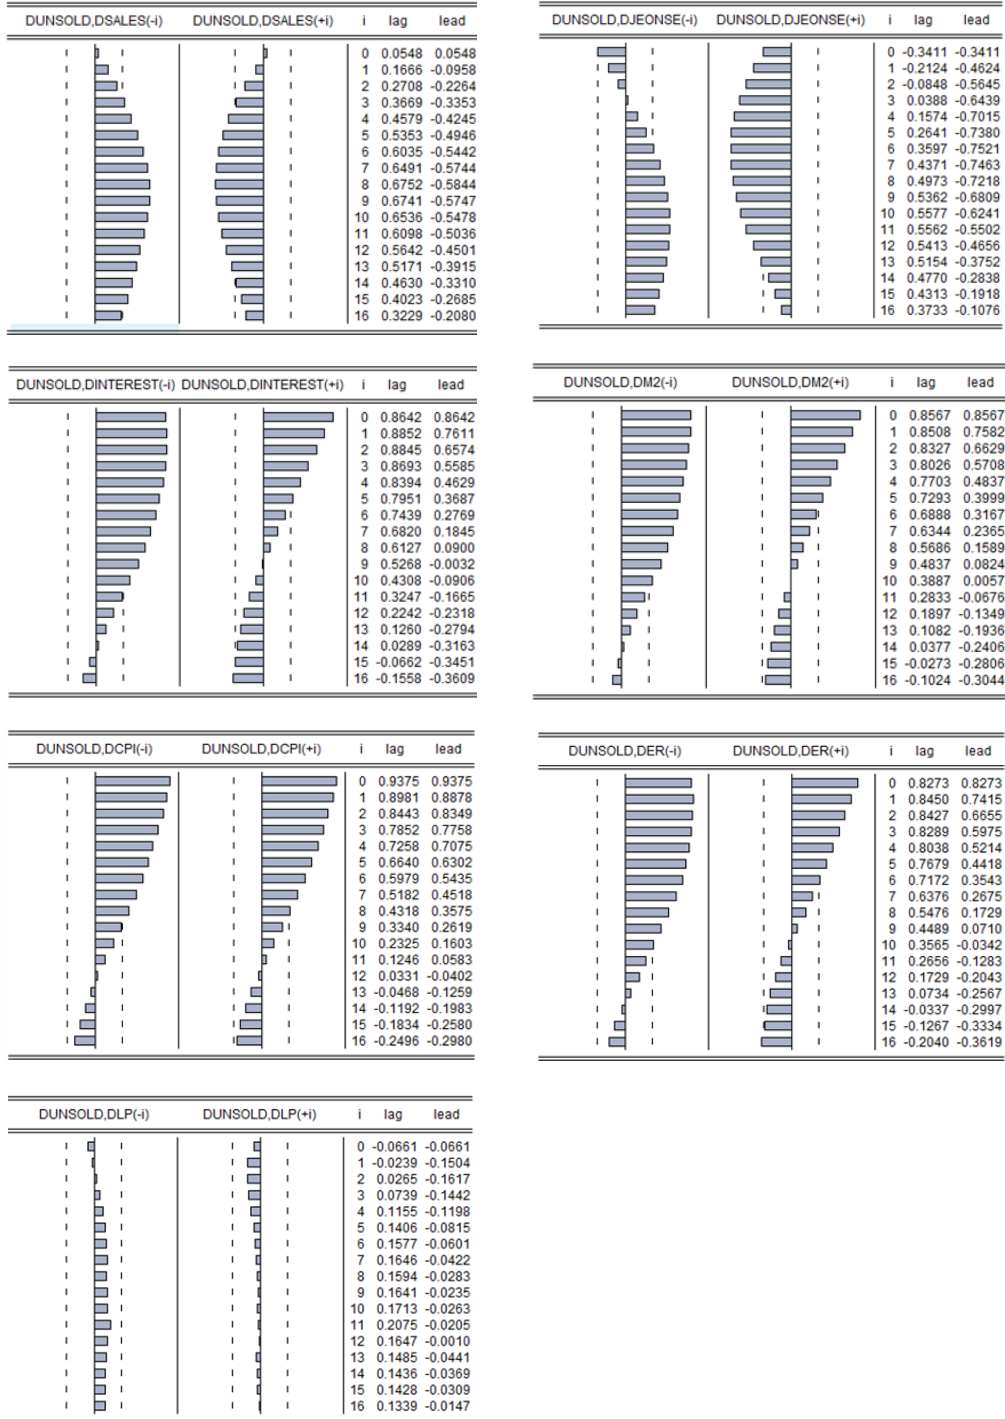 DUNSOLD,DSALES(-i) DUNSOLD,DSALES(+i) i lag lead
0 0.0548 0.0548
1 0.1666 -0.0958
2 0.2708 -0.2264
3 0.3669 -0.3353
4 0.4579 -0.4245
5 0.5353 -0.4946
6 0.6035 -0.5442
7 0.6491 -0.5744
8 0.6752 -0.5844
9 0.6741 -0.5747
10 0.6536 -0.5478
11 0.6098 -0.5036
12 0.5642 -0.4501
13 0.5171 -0.3915
14 0.4630 -0.3310
15 0.4023 -0.2685
16 0.3229 -0.2080
DUNSOLD,DJEONSE(-i) DUNSOLD,DJEONSE(+i) i lag lead
0 -0.3411 -0.3411
1 -0.2124 -0.4624
2 -0.0848 -0.5645
3 0.0388 -0.6439
4 0.1574 -0.7015
5 0.2641 -0.7380
6 0.3597 -0.7521
7 0.4371 -0.7463
8 0.4973 -0.7218
9 0.5362 -0.6809
10 0.5577 -0.6241
11 0.5562 -0.5502
12 0.5413 -0.4656
13 0.5154 -0.3752
14 0.4770 -0.2838
15 0.4313 -0.1918
16 0.3733 -0.1076
DUNSOLD,DINTEREST(-i) DUNSOLD,DINTEREST(+i) i lag lead
0 0.8642 0.8642
1 0.8852 0.7611
2 0.8845 0.6574
3 0.8693 0.5585
4 0.8394 0.4629
5 0.7951 0.3687
6 0.7439 0.2769
7 0.6820 0.1845
8 0.6127 0.0900
9 0.5268 -0.0032
10 0.4308 -0.0906
11 0.3247 -0.1665
12 0.2242 -0.2318
13 0.1260 -0.2794
14 0.0289 -0.3163
15 -0.0662 -0.3451
16 -0.1558 -0.3609
DUNSOLD,DM2(-i) DUNSOLD,DM2(+i) i lag lead
0 0.8567 0.8567
1 0.8508 0.7582
2 0.8327 0.6629
3 0.8026 0.5708
4 0.7703 0.4837
5 0.7293 0.3999
6 0.6888 0.3167
7 0.6344 0.2365
8 0.5686 0.1589
9 0.4837 0.0824
10 0.3887 0.0057
11 0.2833 -0.0676
12 0.1897 -0.1349
13 0.1082 -0.1936
14 0.0377 -0.2406
15 -0.0273 -0.2806
16 -0.1024 -0.3044
DUNSOLD,DCPI(-i) DUNSOLD,DCPI(+i) i lag lead
0 0.9375 0.9375
1 0.8981 0.8878
2 0.8443 0.8349
3 0.7852 0.7758
4 0.7258 0.7075
5 0.6640 0.6302
6 0.5979 0.5435
7 0.5182 0.4518
8 0.4318 0.3575
9 0.3340 0.2619
10 0.2325 0.1603
11 0.1246 0.0583
12 0.0331 -0.0402
13 -0.0468 -0.1259
14 -0.1192 -0.1983
15 -0.1834 -0.2580
16 -0.2496 -0.2980
DUNSOLD,DER(-i) DUNSOLD,DER(+i) i lag lead
0 0.8273 0.8273
1 0.8450 0.7415
2 0.8427 0.6655
3 0.8289 0.5975
4 0.8038 0.5214
5 0.7679 0.4418
6 0.7172 0.3543
7 0.6376 0.2675
8 0.5476 0.1729
9 0.4489 0.0710
10 0.3565 -0.0342
11 0.2656 -0.1283
12 0.1729 -0.2043
13 0.0734 -0.2567
14 -0.0337 -0.2997
15 -0.1267 -0.3334
16 -0.2040 -0.3619
DUNSOLD,DLP(-i) DUNSOLD,DLP(+i) i lag lead
0 -0.0661 -0.0661
1 -0.0239 -0.1504
2 0.0265 -0.1617
3 0.0739 -0.1442
4 0.1155 -0.1198
5 0.1406 -0.0815
6 0.1577 -0.0601
7 0.1646 -0.0422
8 0.1594 -0.0283
9 0.1641 -0.0235
10 0.1713 -0.0263
11 0.2075 -0.0205
12 0.1647 -0.0010
13 0.1485 -0.0441
14 0.1436 -0.0369
15 0.1428 -0.0309
16 0.1339 -0.0147